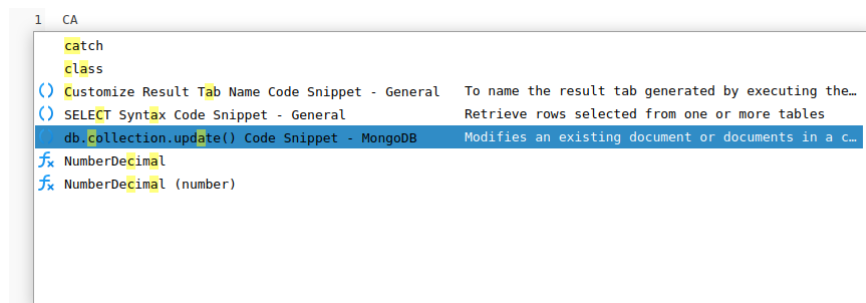 1 CA
catch
class
() Customize Result Tab Name Code Snippet - General To name the result tab generated by executing the…
() SELECT Syntax Code Snippet - General Retrieve rows selected from one or more tables
() db.collection.update() Code Snippet - MongoDB Modifies an existing document or documents in a c…
fx NumberDecimal
fx NumberDecimal (number)